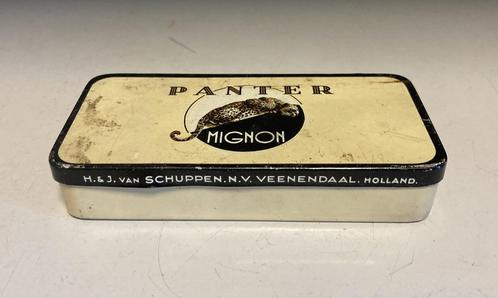 PANTER
MIGNON
H. & J. VAN SCHUPPEN. N.V. VEENENDAAL. HOLLAND.